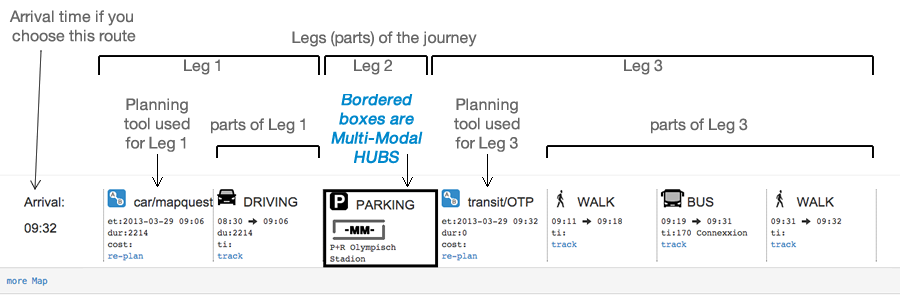 Arrival time if you
choose this route
Legs (parts) of the journey
Leg 1
Leg 2
Leg 3
Planning
tool used
for Leg 1
parts of Leg 1
Bordered
boxes are
Multi-Modal
HUBS
Planning
tool used
for Leg 3
parts of Leg 3
Arrival:
09:32
car/mapquest
et:2013-03-29 09:06
dur:2214
cost:
re-plan
DRIVING
08:30 → 09:06
du:2214
ti:
track
P PARKING
-MM-
P+R Olympisch
Stadion
transit/OTP
et:2013-03-29 09:32
dur:0
cost:
re-plan
WALK
09:11 → 09:18
ti:
track
BUS
09:19 → 09:31
ti:170 Connexxion
track
WALK
09:31 → 09:32
ti:
track
more Map